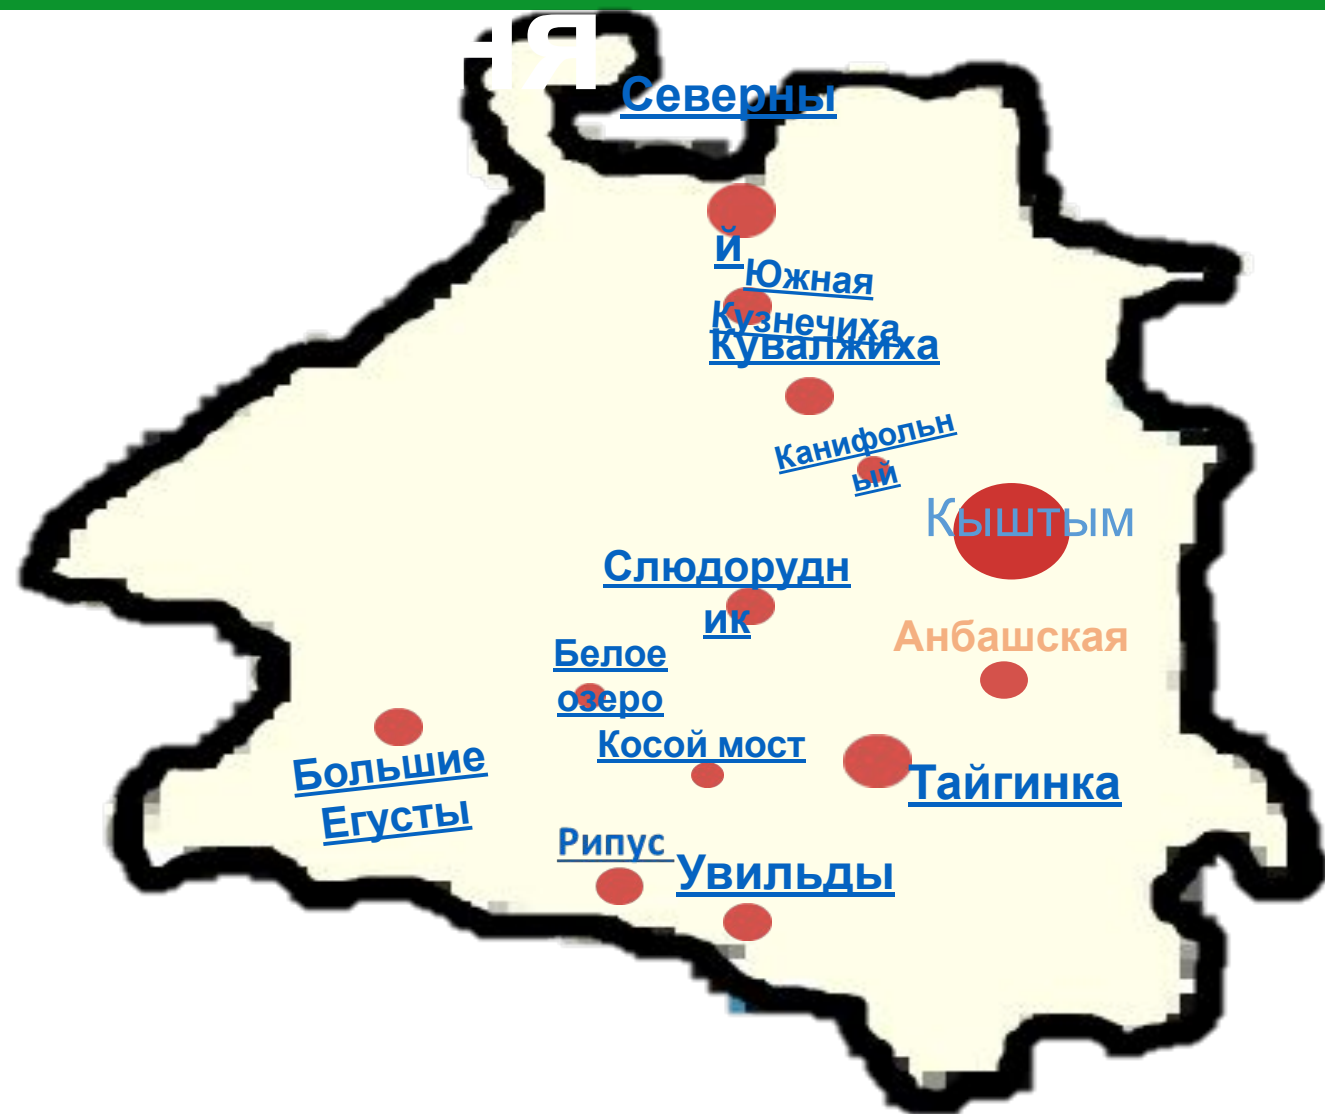 ня
Северны
й
Южная
Кузнечиха
Кувалжиха
Канифольн
ый
Кыштым
Слюдорудн
ик
Анбашская
Белое
озеро
Косой мост
Большие
Егусты
Тайгинка
Рипус
Увильды